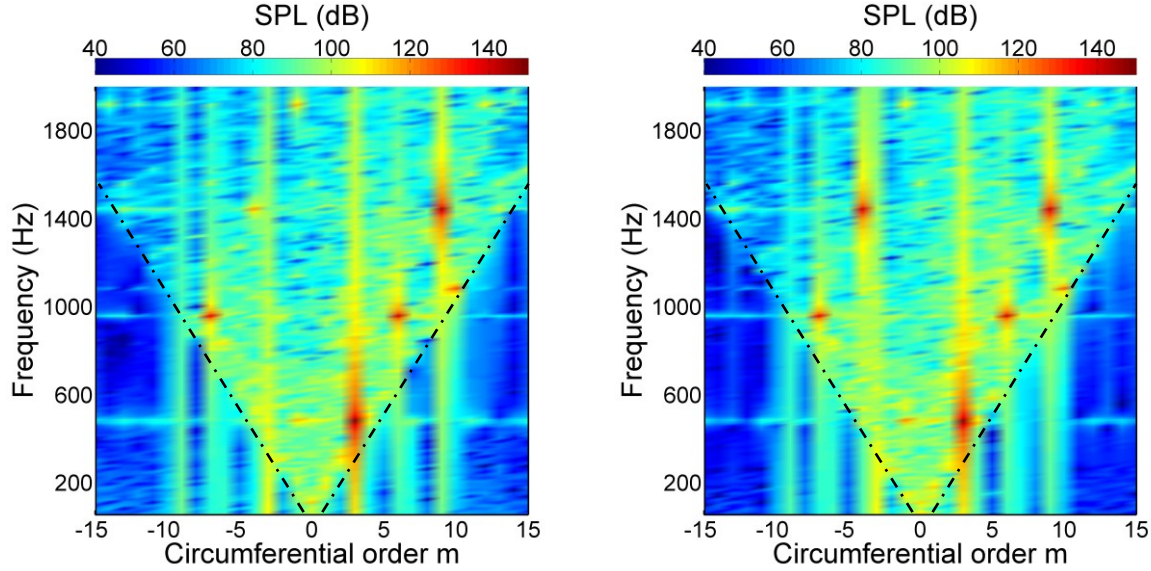 SPL (dB)
40 60 80 100 120 140
Frequency (Hz)
1800
1400
1000
600
200
-15 -10 -5 0 5 10 15
Circumferential order m
SPL (dB)
40 60 80 100 120 140
Frequency (Hz)
1800
1400
1000
600
200
-15 -10 -5 0 5 10 15
Circumferential order m